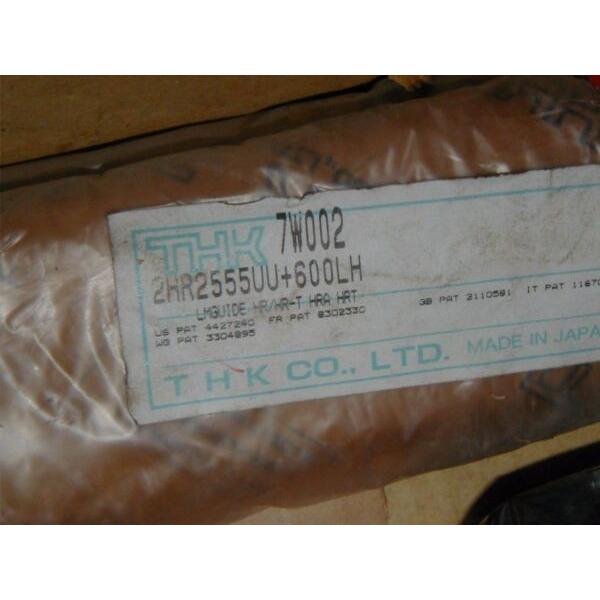 THK 7W002
2HR2555UU+600LH
LMGUIDE HR/HR-T HRA HRT
US PAT 4427240 FR PAT 8302330 GB PAT 2110581 IT PAT
WG PAT 3304895
THK CO., LTD. MADE IN JAPAN